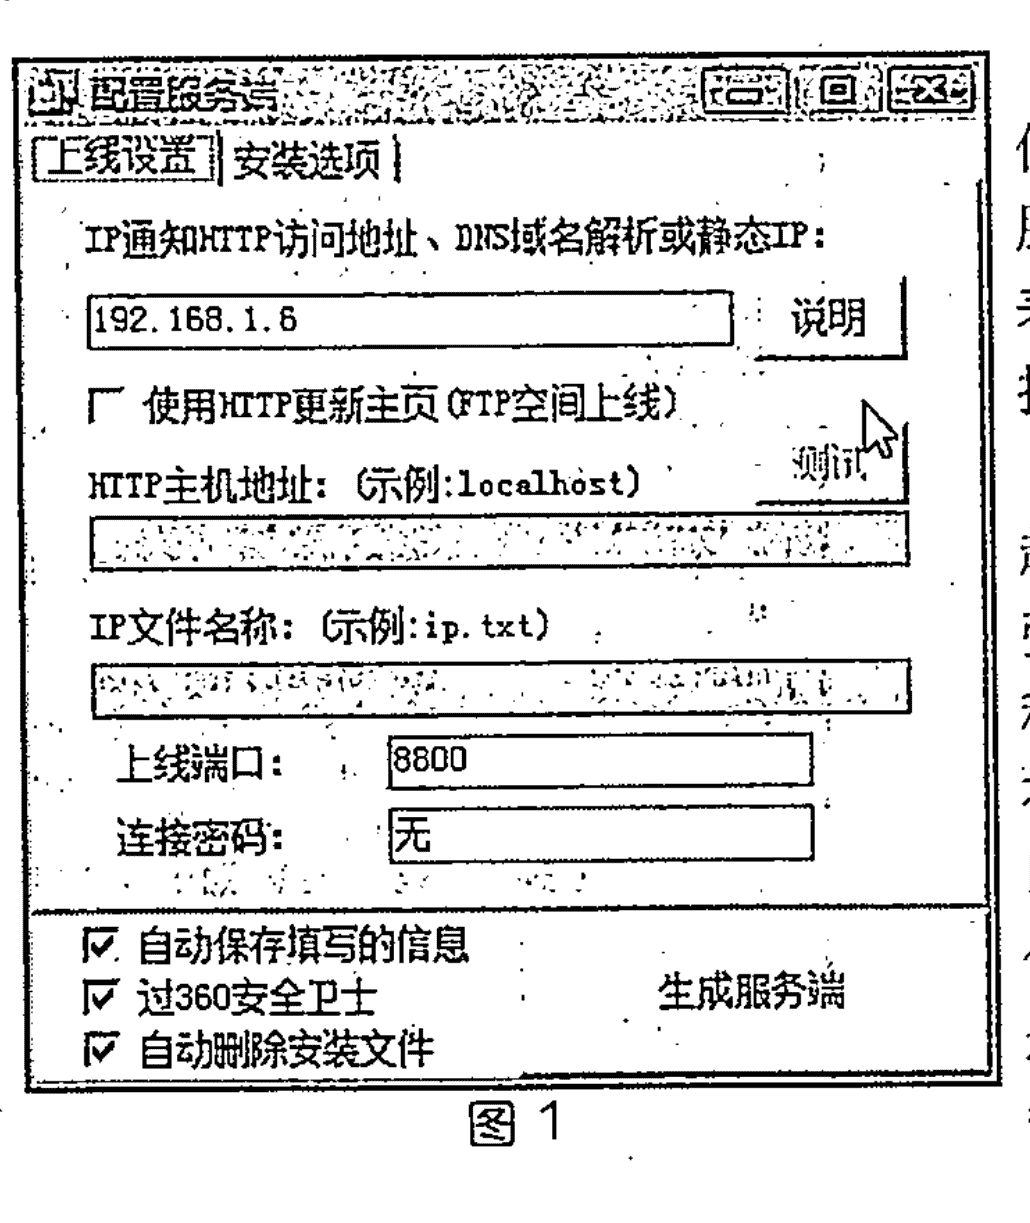 配置服务端
上线设置 安装选项
IP通知HTTP访问地址、DNS域名解析或静态IP:
192.168.1.6 说明
使用HTTP更新主页(FTP空间上线)
测试
HTTP主机地址: (示例:localhost)
IP文件名称: (示例:ip.txt)
上线端口: 8800
连接密码: 无
自动保存填写的信息
过360安全卫士
自动删除安装文件
生成服务端
图 1